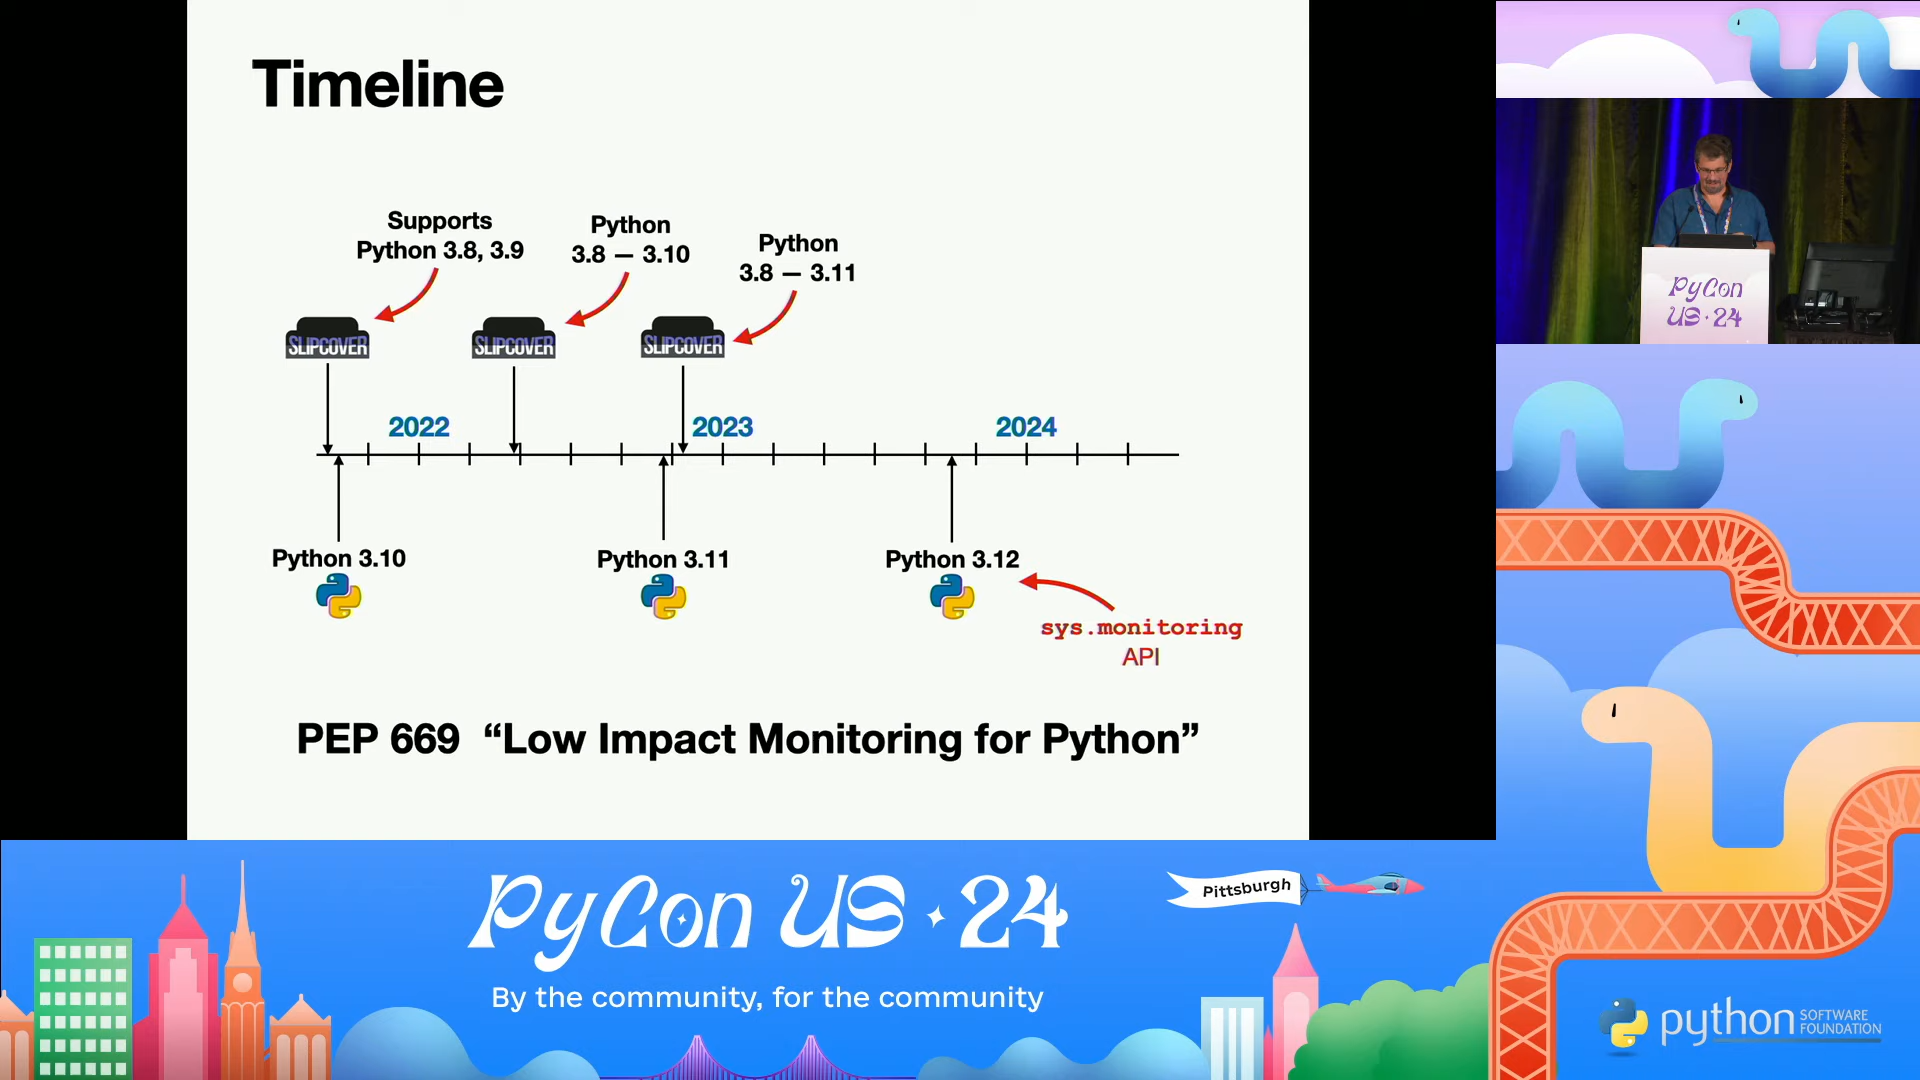 Timeline
Supports
Python 3.8, 3.9
Python
3.8 — 3.10
Python
3.8 — 3.11
SLIPCOVER
SLIPCOVER
SLIPCOVER
2022
2023
2024
Python 3.10
Python 3.11
Python 3.12
sys.monitoring
API
PEP 669 “Low Impact Monitoring for Python”
PyCon
US · 24
PyCon US · 24
By the community, for the community
Pittsburgh
python
SOFTWARE
FOUNDATION